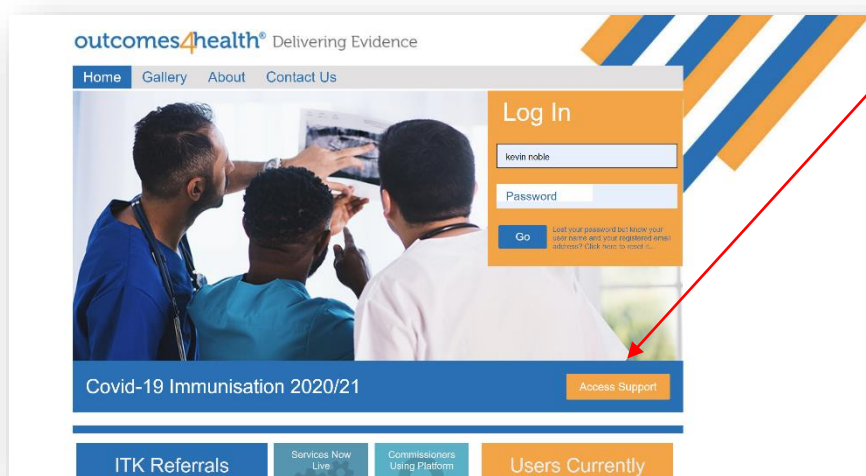 outcomes4health® Delivering Evidence
Home Gallery About Contact Us
Log In
kevin noble
Password
Go
Lost your password but know your
user name and your registered email
address? Click here to reset it...
Covid-19 Immunisation 2020/21
Access Support
ITK Referrals
Services Now
Live
Commissioners
Using Platform
Users Currently